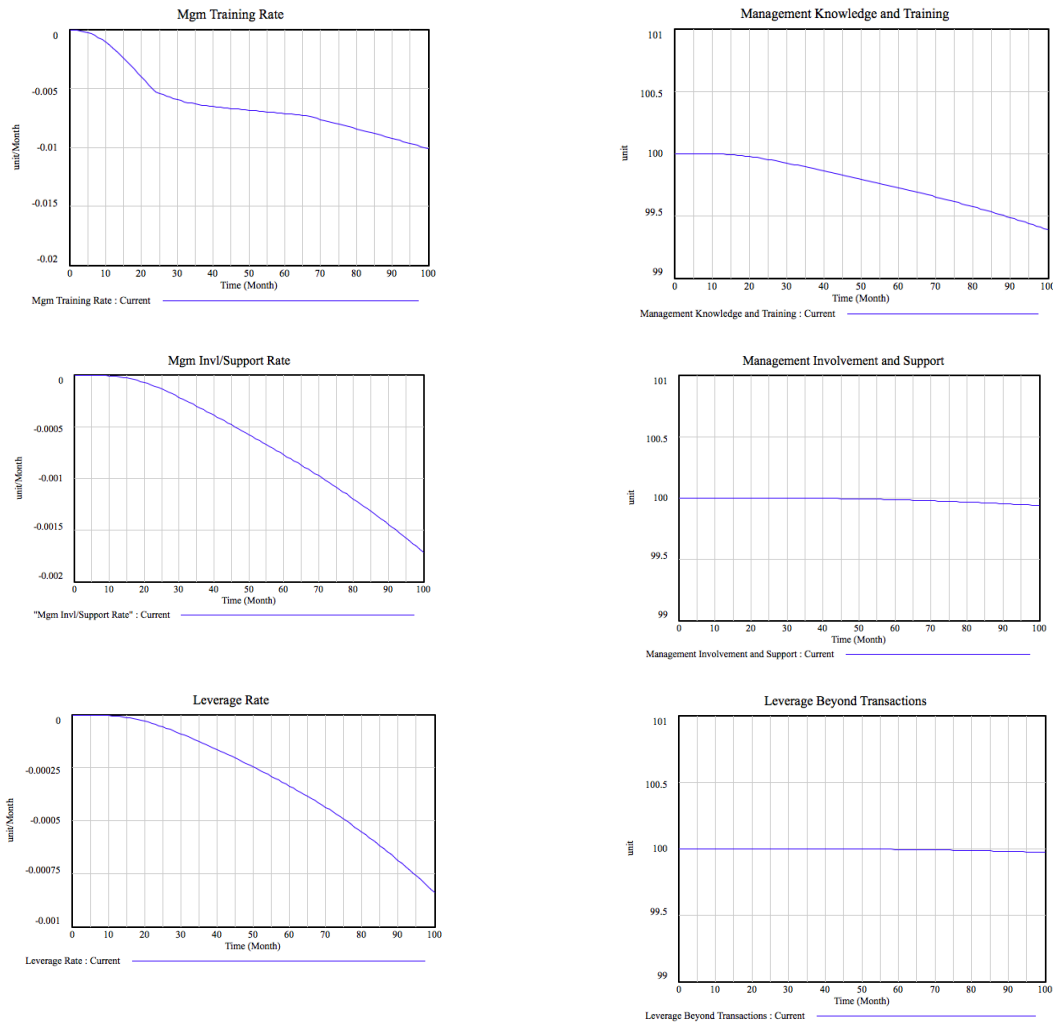 Mgm Training Rate
0
-0.005
-0.01
-0.015
-0.02
unit/Month
0 10 20 30 40 50 60 70 80 90 100
Time (Month)
Mgm Training Rate : Current
Management Knowledge and Training
101
100.5
100
99.5
99
unit
0 10 20 30 40 50 60 70 80 90 100
Time (Month)
Management Knowledge and Training : Current
Mgm Invl/Support Rate
0
-0.0005
-0.001
-0.0015
-0.002
unit/Month
0 10 20 30 40 50 60 70 80 90 100
Time (Month)
"Mgm Invl/Support Rate" : Current
Management Involvement and Support
101
100.5
100
99.5
99
unit
0 10 20 30 40 50 60 70 80 90 100
Time (Month)
Management Involvement and Support : Current
Leverage Rate
0
-0.00025
-0.0005
-0.00075
-0.001
unit/Month
0 10 20 30 40 50 60 70 80 90 100
Time (Month)
Leverage Rate : Current
Leverage Beyond Transactions
101
100.5
100
99.5
99
unit
0 10 20 30 40 50 60 70 80 90 100
Time (Month)
Leverage Beyond Transactions : Current